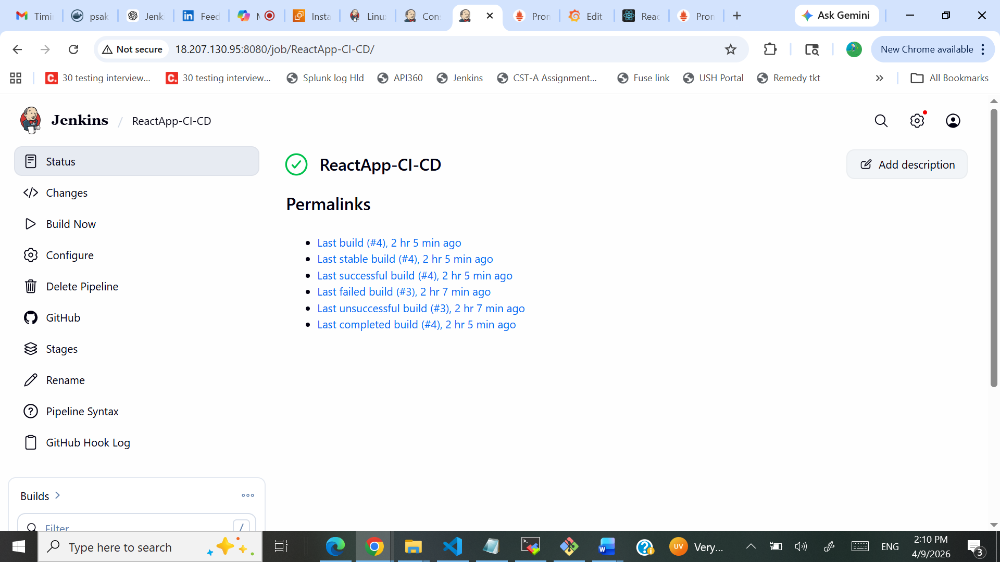 Timi
psak
Jenk
Feed
Insta
Linu
Con
Pron
Edit
Reac
Pron
Ask Gemini
Not secure
18.207.130.95:8080/job/ReactApp-CI-CD/
New Chrome available
30 testing interview...
30 testing interview...
Splunk log Hld
API360
Jenkins
CST-A Assignment...
Fuse link
USH Portal
Remedy tkt
All Bookmarks
Jenkins / ReactApp-CI-CD
Status
Changes
Build Now
Configure
Delete Pipeline
GitHub
Stages
Rename
Pipeline Syntax
GitHub Hook Log
Builds
Filter /
ReactApp-CI-CD
Add description
Permalinks
Last build (#4), 2 hr 5 min ago
Last stable build (#4), 2 hr 5 min ago
Last successful build (#4), 2 hr 5 min ago
Last failed build (#3), 2 hr 7 min ago
Last unsuccessful build (#3), 2 hr 7 min ago
Last completed build (#4), 2 hr 5 min ago
Type here to search
UV
Very...
ENG
2:10 PM
4/9/2026
3